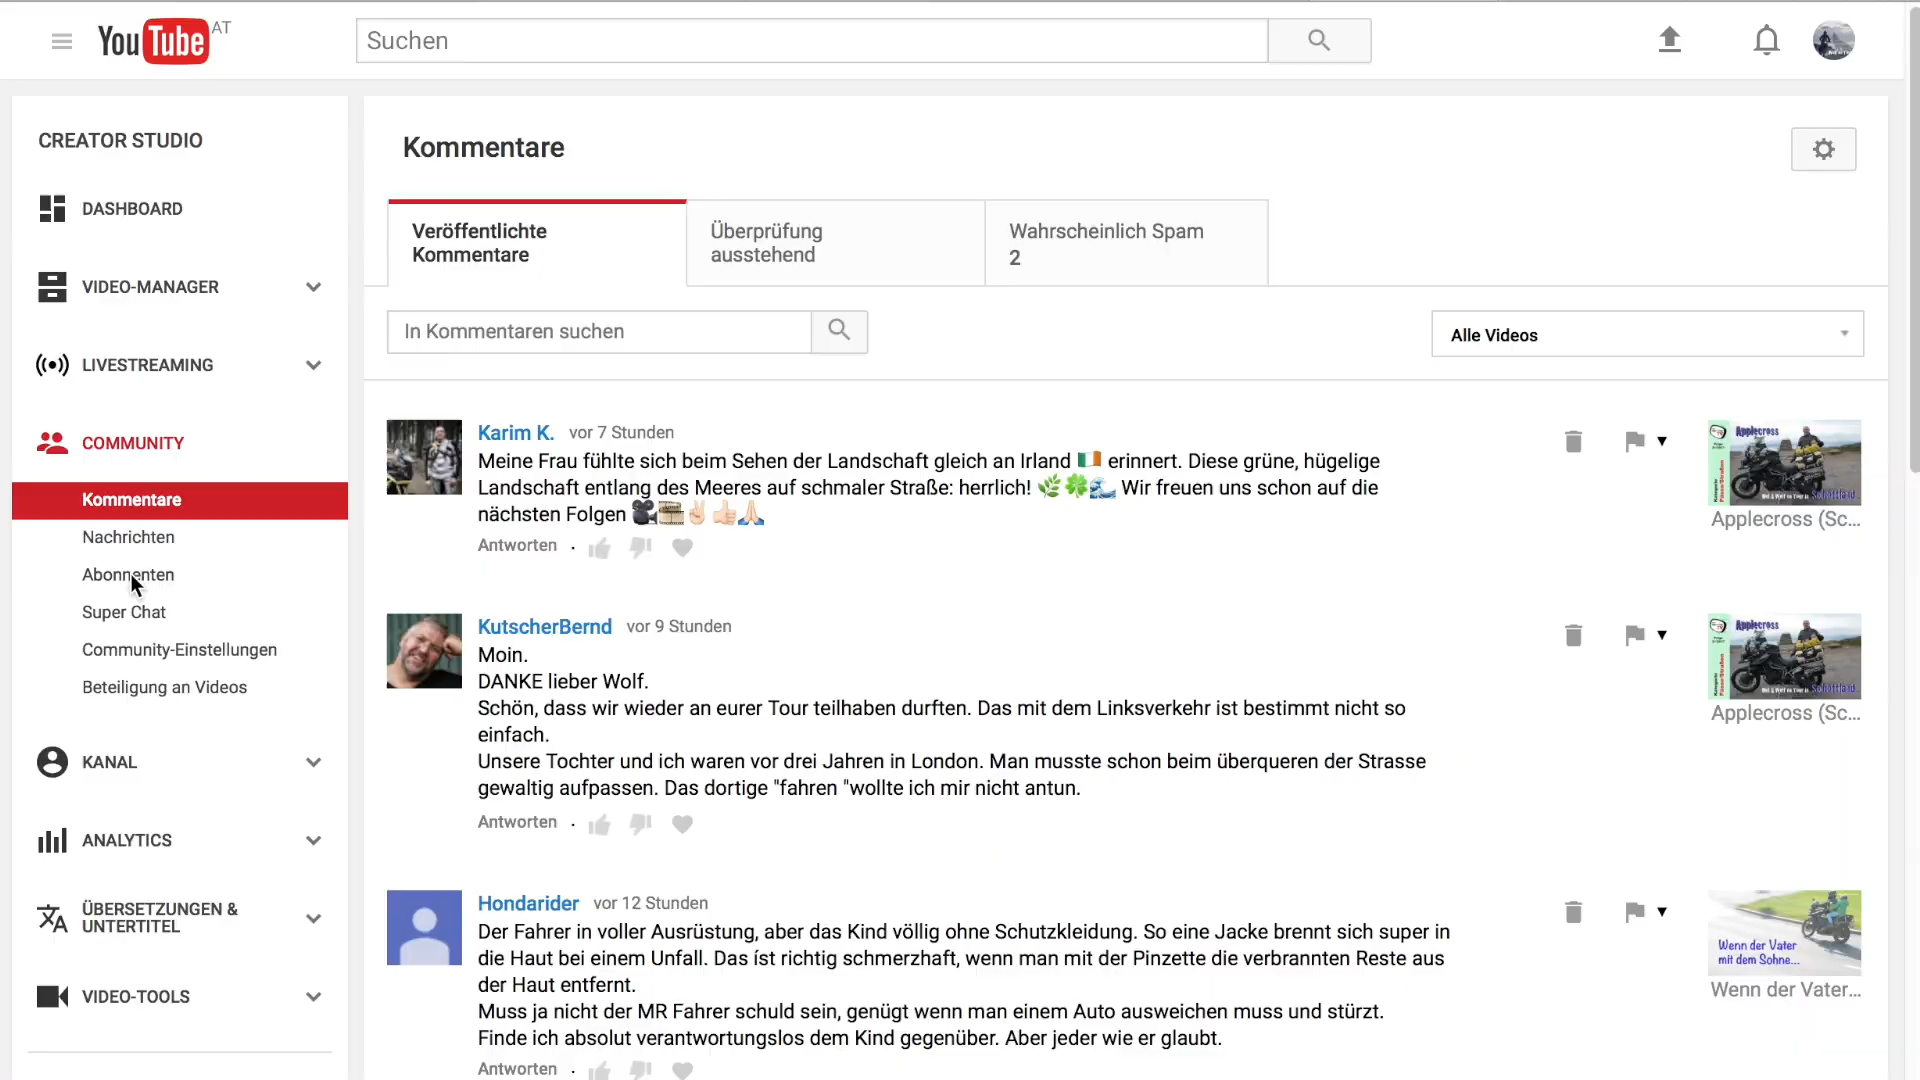 YouTube AT
Suchen
CREATOR STUDIO
DASHBOARD
VIDEO-MANAGER
LIVESTREAMING
COMMUNITY
Kommentare
Nachrichten
Abonnenten
Super Chat
Community-Einstellungen
Beteiligung an Videos
KANAL
ANALYTICS
ÜBERSETZUNGEN &
UNTERTITEL
VIDEO-TOOLS
Kommentare
Veröffentlichte
Kommentare
Überprüfung
ausstehend
Wahrscheinlich Spam
2
In Kommentaren suchen
Alle Videos
Karim K. vor 7 Stunden
Meine Frau fühlte sich beim Sehen der Landschaft gleich an Irland 🇮🇪 erinnert. Diese grüne, hügelige
Landschaft entlang des Meeres auf schmaler Straße: herrlich! 🌿🍀🌊 Wir freuen uns schon auf die
nächsten Folgen 🎥🎞✌🏻👍🏻🙏🏻
Antworten ·
Applecross
Applecross (Sc...
KutscherBernd vor 9 Stunden
Moin.
DANKE lieber Wolf.
Schön, dass wir wieder an eurer Tour teilhaben durften. Das mit dem Linksverkehr ist bestimmt nicht so
einfach.
Unsere Tochter und ich waren vor drei Jahren in London. Man musste schon beim überqueren der Strasse
gewaltig aufpassen. Das dortige "fahren "wollte ich mir nicht antun.
Antworten ·
Applecross
Applecross (Sc...
Hondarider vor 12 Stunden
Der Fahrer in voller Ausrüstung, aber das Kind völlig ohne Schutzkleidung. So eine Jacke brennt sich super in
die Haut bei einem Unfall. Das íst richtig schmerzhaft, wenn man mit der Pinzette die verbrannten Reste aus
der Haut entfernt.
Muss ja nicht der MR Fahrer schuld sein, genügt wenn man einem Auto ausweichen muss und stürzt.
Finde ich absolut verantwortungslos dem Kind gegenüber. Aber jeder wie er glaubt.
Antworten ·
Wenn der Vater
mit dem Sohne...
Wenn der Vater...